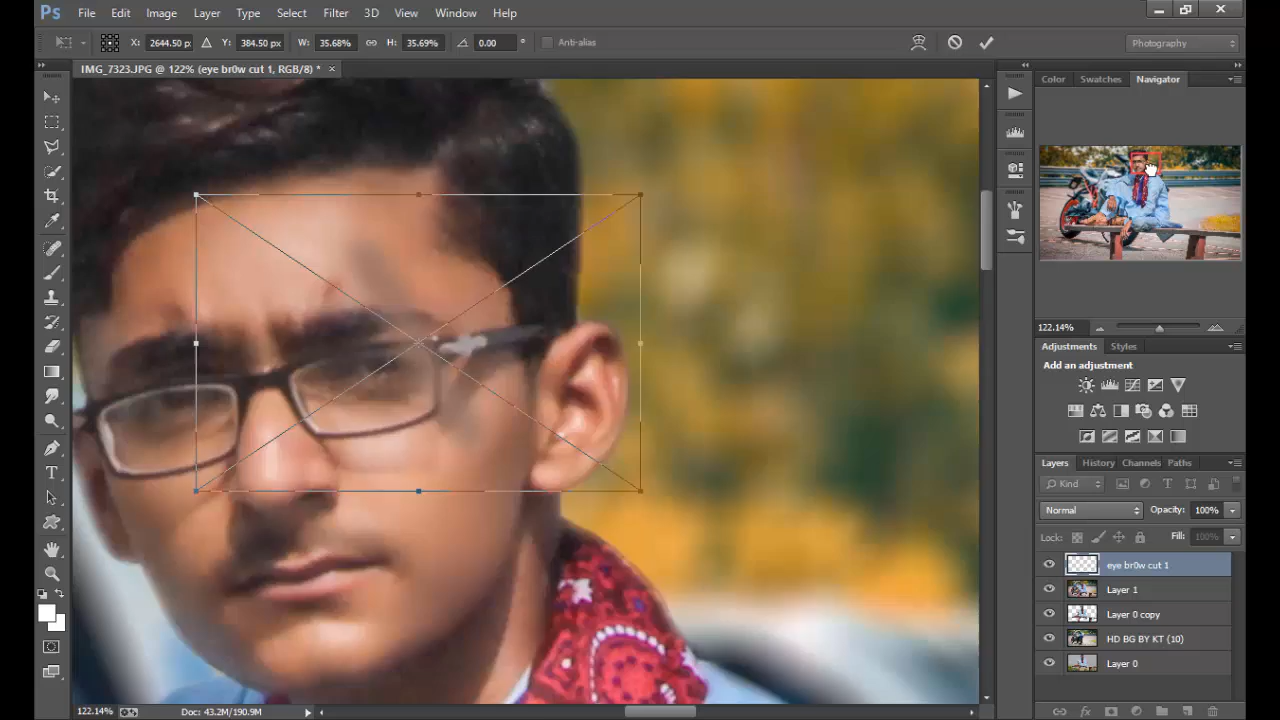 Ps File Edit Image Layer Type Select Filter 3D View Window Help
X: 2644.50 px Y: 384.50 px W: 35.68% H: 35.69% 0.00 ° Anti-alias Photography
IMG_7323.JPG @ 122% (eye br0w cut 1, RGB/8) * ×
Color Swatches Navigator
122.14%
Adjustments Styles
Add an adjustment
Layers History Channels Paths
Kind
Normal Opacity: 100%
Lock: Fill: 100%
eye br0w cut 1
Layer 1
Layer 0 copy
HD BG BY KT (10)
Layer 0
122.14% Doc: 43.2M/190.9M